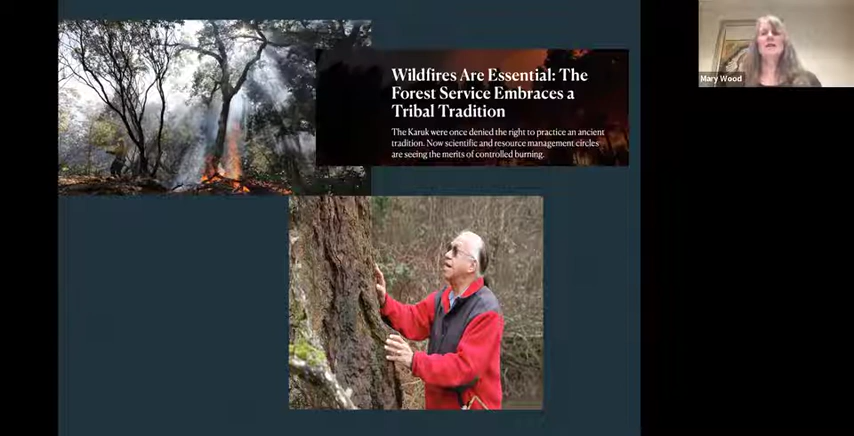 Wildfires Are Essential: The
Forest Service Embraces a
Tribal Tradition
The Karuk were once denied the right to practice an ancient
tradition. Now scientific and resource management circles
are seeing the merits of controlled burning.
Mary Wood